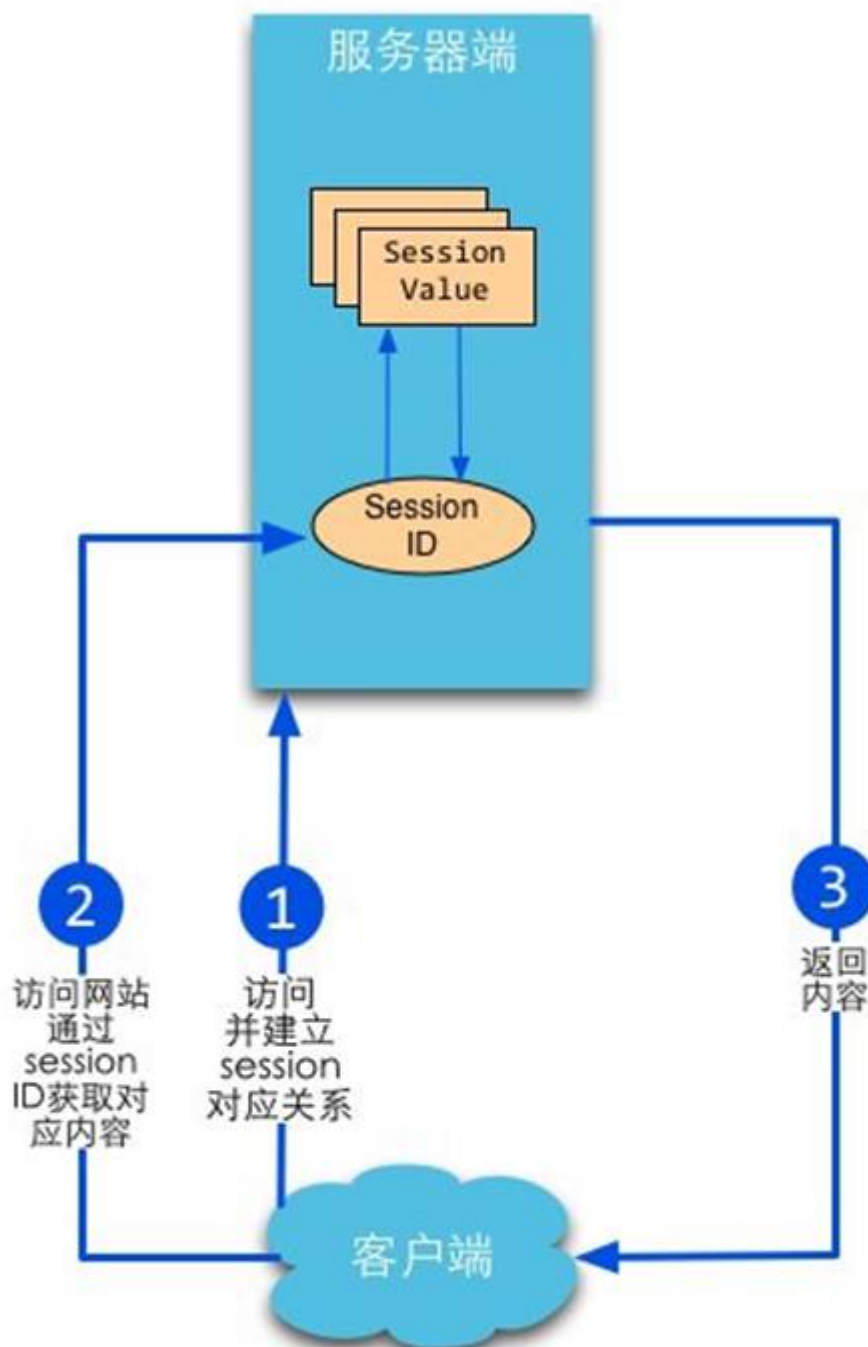 服务器端
Session
Value
Session
ID
2
访问网站
通过
session
ID获取对
应内容
1
访问
并建立
session
对应关系
3
返回
内容
客户端